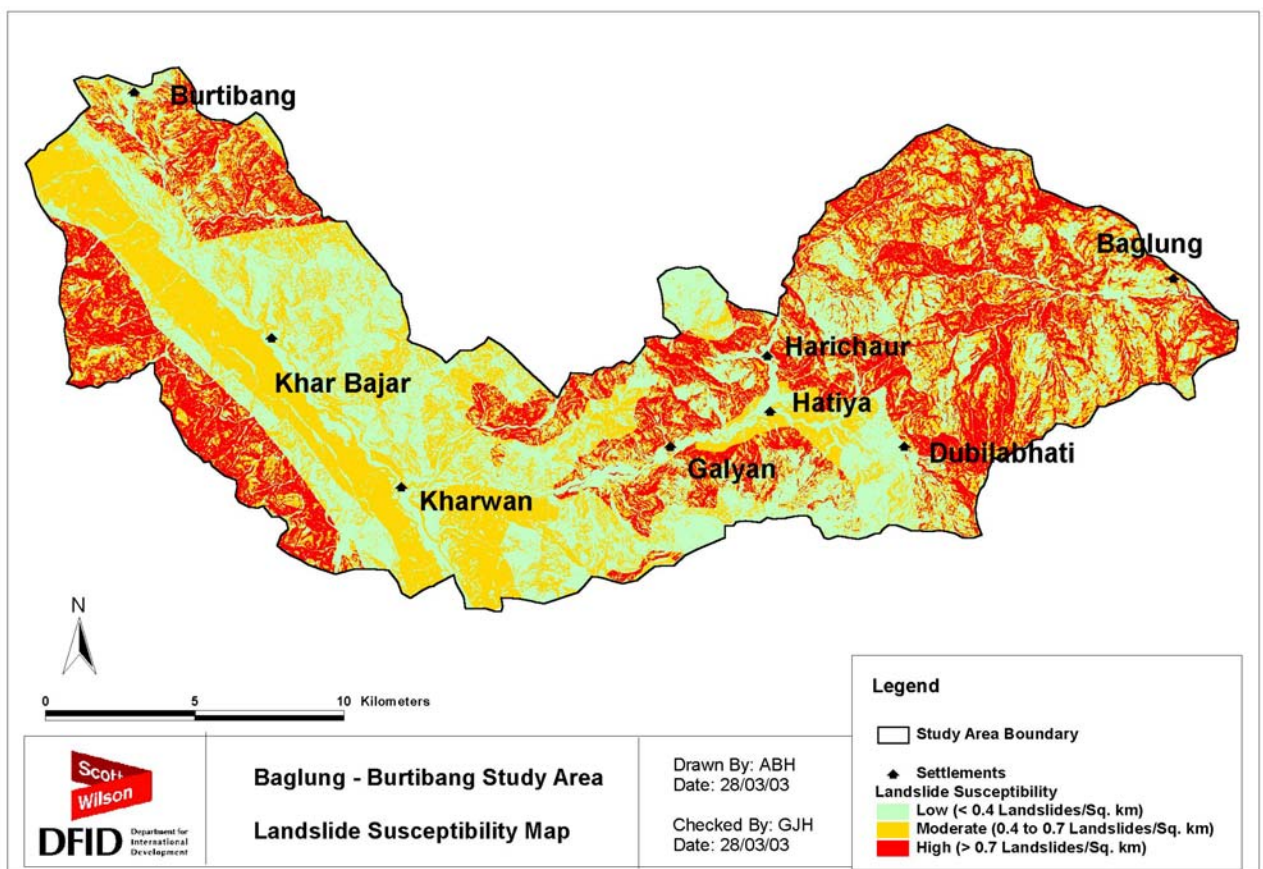 Burtibang
Baglung
Harichaur
Khar Bajar
Hatiya
Galyan
Dubilabhati
Kharwan
N
0 5 10 Kilometers
Legend
Study Area Boundary
Settlements
Landslide Susceptibility
Low (< 0.4 Landslides/Sq. km)
Moderate (0.4 to 0.7 Landslides/Sq. km)
High (> 0.7 Landslides/Sq. km)
Scott
Wilson
DFID Department for
International
Development
Baglung - Burtibang Study Area
Landslide Susceptibility Map
Drawn By: ABH
Date: 28/03/03
Checked By: GJH
Date: 28/03/03